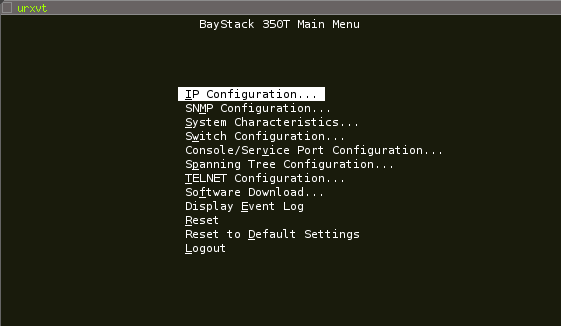 urxvt
BayStack 350T Main Menu
IP Configuration...
SNMP Configuration...
System Characteristics...
Switch Configuration...
Console/Service Port Configuration...
Spanning Tree Configuration...
TELNET Configuration...
Software Download...
Display Event Log
Reset
Reset to Default Settings
Logout